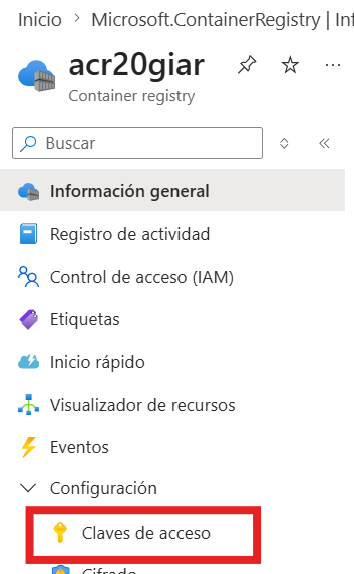 Inicio > Microsoft.ContainerRegistry | Inf
acr20giar
Container registry
Buscar
Información general
Registro de actividad
Control de acceso (IAM)
Etiquetas
Inicio rápido
Visualizador de recursos
Eventos
Configuración
Claves de acceso
Cifrado